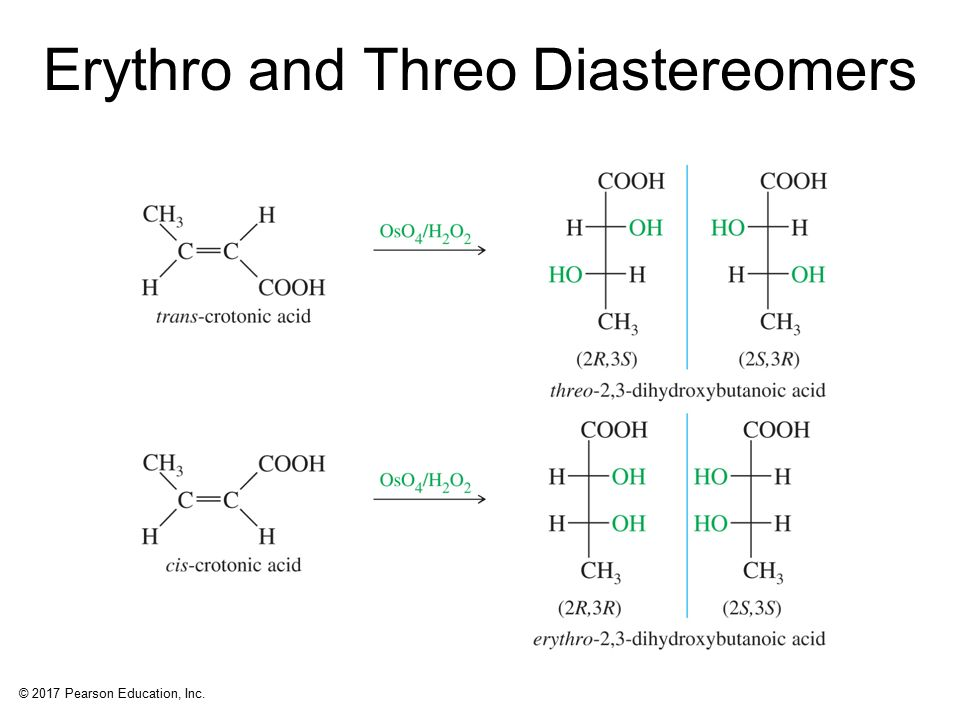 Erythro and Threo Diastereomers
CH3 H
C=C
H COOH
trans-crotonic acid
OsO4/H2O2
COOH
H OH
HO H
CH3
(2R,3S)
COOH
HO H
H OH
CH3
(2S,3R)
threo-2,3-dihydroxybutanoic acid
CH3 COOH
C=C
H H
cis-crotonic acid
OsO4/H2O2
COOH
H OH
H OH
CH3
(2R,3R)
COOH
HO H
HO H
CH3
(2S,3S)
erythro-2,3-dihydroxybutanoic acid
© 2017 Pearson Education, Inc.